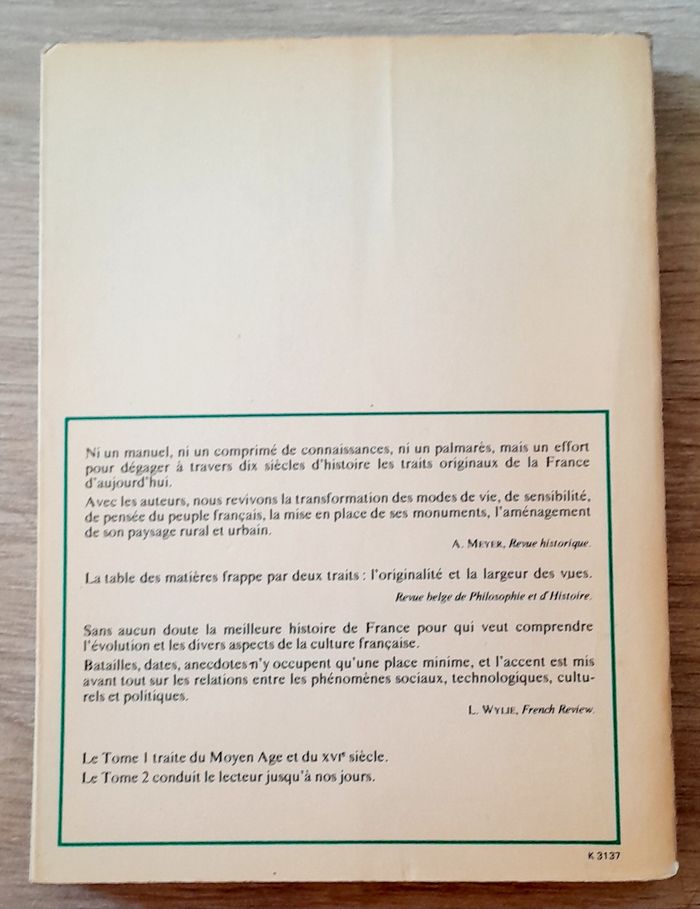 Ni un manuel, ni un comprimé de connaissances, ni un palmarès, mais un effort
pour dégager à travers dix siècles d'histoire les traits originaux de la France
d'aujourd'hui.
Avec les auteurs, nous revivons la transformation des modes de vie, de sensibilité,
de pensée du peuple français, la mise en place de ses monuments, l'aménagement
de son paysage rural et urbain.
A. MEYER, Revue historique.
La table des matières frappe par deux traits : l'originalité et la largeur des vues.
Revue belge de Philosophie et d'Histoire.
Sans aucun doute la meilleure histoire de France pour qui veut comprendre
l'évolution et les divers aspects de la culture française.
Batailles, dates, anecdotes n'y occupent qu'une place minime, et l'accent est mis
avant tout sur les relations entre les phénomènes sociaux, technologiques, cultu-
rels et politiques.
L. WYLIE, French Review.
Le Tome 1 traite du Moyen Age et du XVIe siècle.
Le Tome 2 conduit le lecteur jusqu'à nos jours.
K 3137